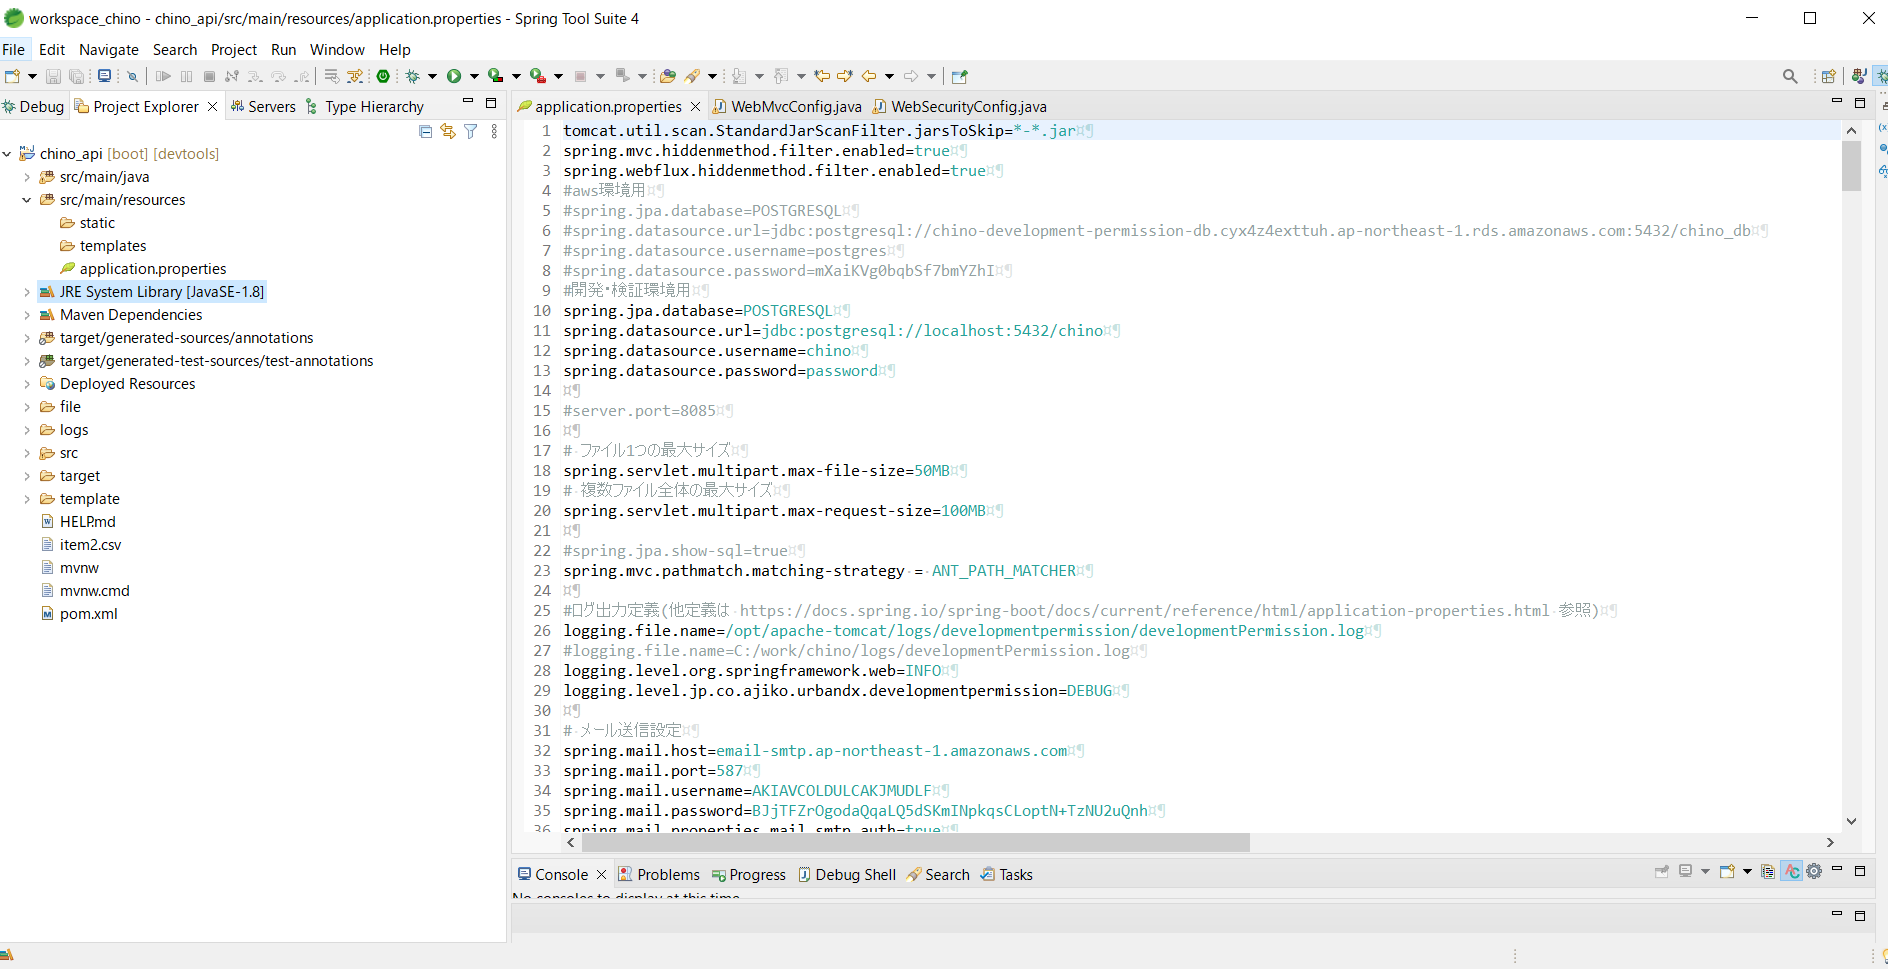 workspace_chino - chino_api/src/main/resources/application.properties - Spring Tool Suite 4
File Edit Navigate Search Project Run Window Help
Debug Project Explorer Servers Type Hierarchy
chino_api [boot] [devtools]
src/main/java
src/main/resources
static
templates
application.properties
JRE System Library [JavaSE-1.8]
Maven Dependencies
target/generated-sources/annotations
target/generated-test-sources/test-annotations
Deployed Resources
file
logs
src
target
template
HELP.md
item2.csv
mvnw
mvnw.cmd
pom.xml
application.properties WebMvcConfig.java WebSecurityConfig.java
1 tomcat.util.scan.StandardJarScanFilter.jarsToSkip=*-*.jar
2 spring.mvc.hiddenmethod.filter.enabled=true
3 spring.webflux.hiddenmethod.filter.enabled=true
4 #aws環境用
5 #spring.jpa.database=POSTGRESQL
6 #spring.datasource.url=jdbc:postgresql://chino-development-permission-db.cyx4z4exttuh.ap-northeast-1.rds.amazonaws.com:5432/chino_db
7 #spring.datasource.username=postgres
8 #spring.datasource.password=mXaiKVg0bqbSf7bmYZhI
9 #開発・検証環境用
10 spring.jpa.database=POSTGRESQL
11 spring.datasource.url=jdbc:postgresql://localhost:5432/chino
12 spring.datasource.username=chino
13 spring.datasource.password=password
14
15 #server.port=8085
16
17 # ファイル1つの最大サイズ
18 spring.servlet.multipart.max-file-size=50MB
19 # 複数ファイル全体の最大サイズ
20 spring.servlet.multipart.max-request-size=100MB
21
22 #spring.jpa.show-sql=true
23 spring.mvc.pathmatch.matching-strategy = ANT_PATH_MATCHER
24
25 #ログ出力定義(他定義は https://docs.spring.io/spring-boot/docs/current/reference/html/application-properties.html 参照)
26 logging.file.name=/opt/apache-tomcat/logs/developmentpermission/developmentPermission.log
27 #logging.file.name=C:/work/chino/logs/developmentPermission.log
28 logging.level.org.springframework.web=INFO
29 logging.level.jp.co.ajiko.urbandx.developmentpermission=DEBUG
30
31 # メール送信設定
32 spring.mail.host=email-smtp.ap-northeast-1.amazonaws.com
33 spring.mail.port=587
34 spring.mail.username=AKIAVCOLDULCAKJMUDLF
35 spring.mail.password=BJjTFZrOgodaQqaLQ5dSKmINpkqsCLoptN+TzNU2uQnh
36 spring.mail.properties.mail.smtp.auth=true
Console Problems Progress Debug Shell Search Tasks
No consoles to display at this time.